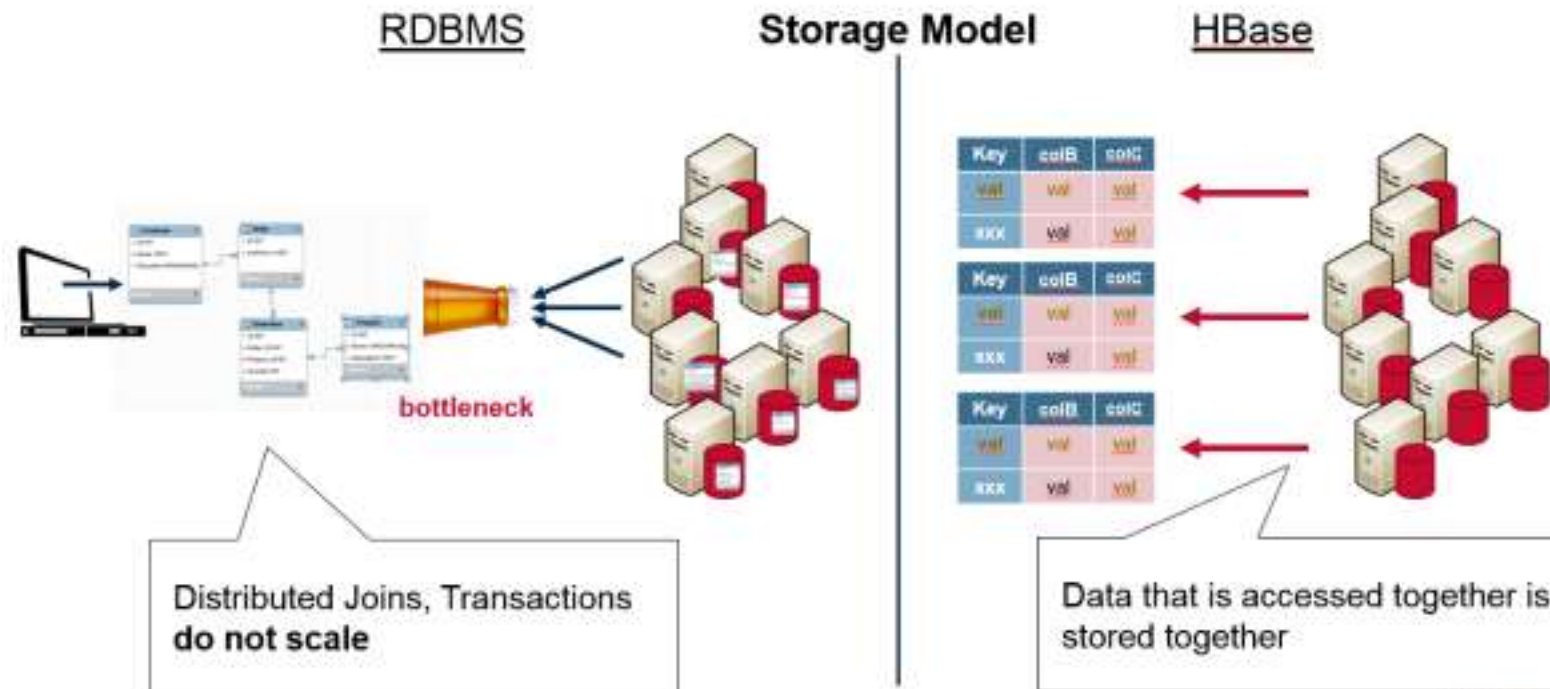 RDBMS
Storage Model
HBase
bottleneck
Distributed Joins, Transactions
do not scale
Key colB colC
val val val
xxx val val
Key colB colC
val val val
xxx val val
Key colB colC
val val val
xxx val val
Data that is accessed together is
stored together